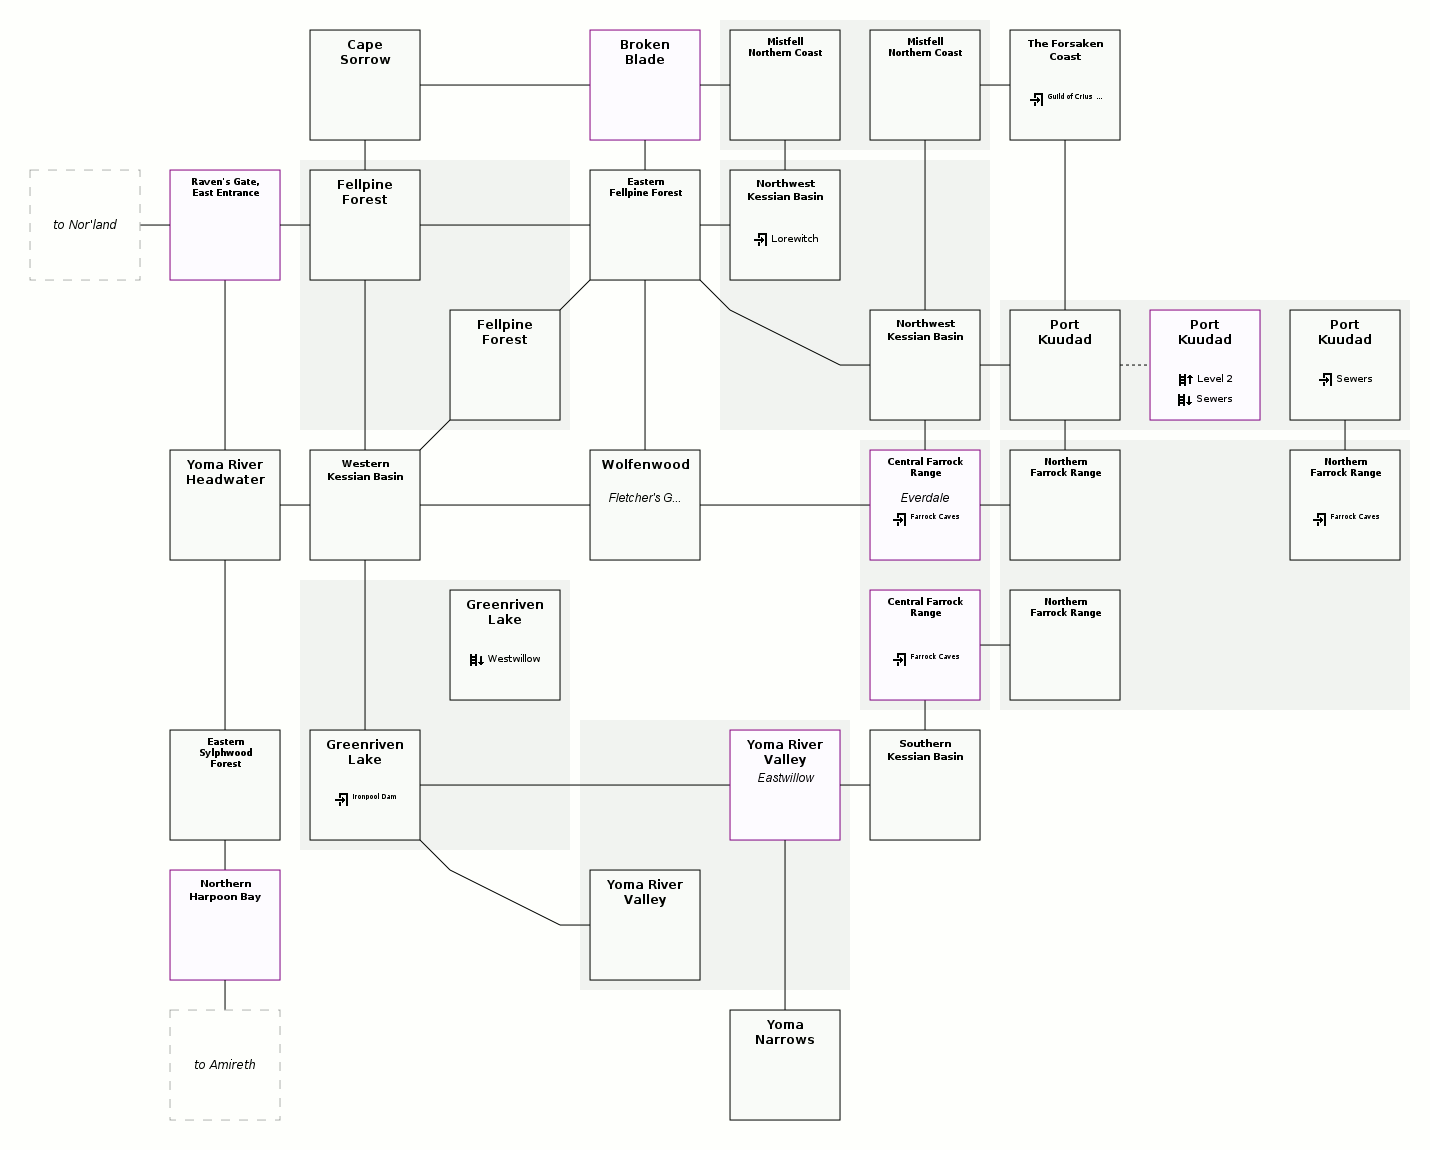 Cape
Sorrow
Broken
Blade
Mistfell
Northern Coast
Mistfell
Northern Coast
The Forsaken
Coast
Guild of Crius ...
to Nor'land
Raven's Gate,
East Entrance
Fellpine
Forest
Eastern
Fellpine Forest
Northwest
Kessian Basin
Lorewitch
Fellpine
Forest
Northwest
Kessian Basin
Port
Kuudad
Port
Kuudad
Level 2
Sewers
Port
Kuudad
Sewers
Yoma River
Headwater
Western
Kessian Basin
Wolfenwood
Fletcher's G...
Central Farrock
Range
Everdale
Farrock Caves
Northern
Farrock Range
Northern
Farrock Range
Farrock Caves
Greenriven
Lake
Westwillow
Central Farrock
Range
Farrock Caves
Northern
Farrock Range
Eastern
Sylphwood
Forest
Greenriven
Lake
Ironpool Dam
Yoma River
Valley
Eastwillow
Southern
Kessian Basin
Northern
Harpoon Bay
Yoma River
Valley
to Amireth
Yoma
Narrows